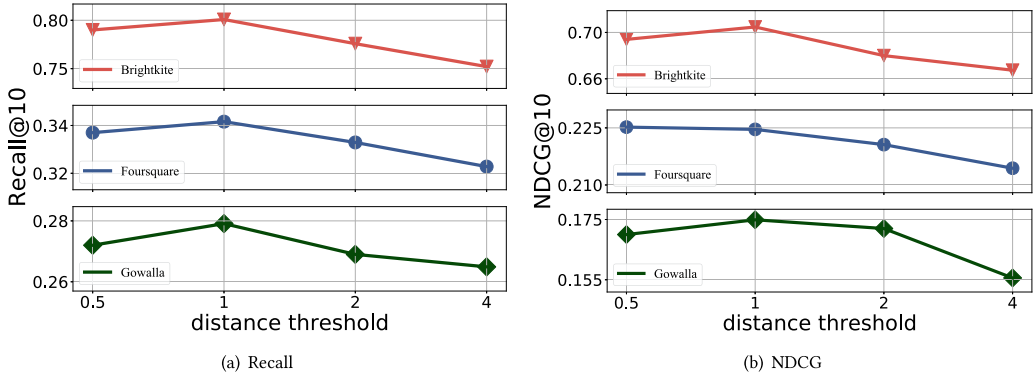 Recall@10
0.80
0.75
Brightkite
0.34
0.32
Foursquare
0.28
0.26
Gowalla
0.5 1 2 4
distance threshold
(a) Recall
NDCG@10
0.70
0.66
Brightkite
0.225
0.210
Foursquare
0.175
0.155
Gowalla
0.5 1 2 4
distance threshold
(b) NDCG